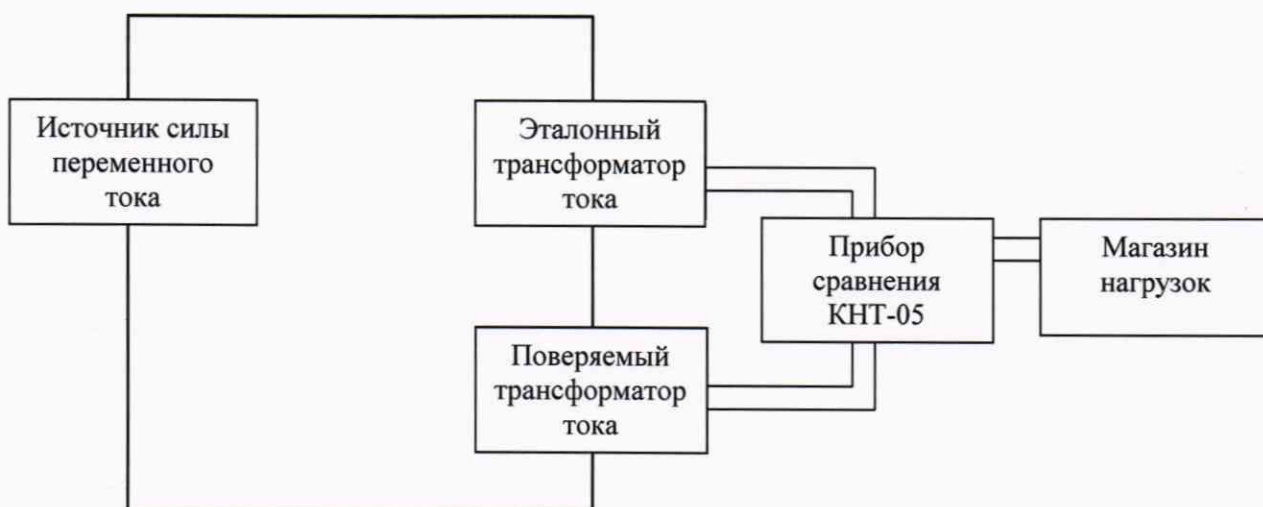 Источник силы
переменного
тока
Эталонный
трансформатор
тока
Прибор
сравнения
КНТ-05
Магазин
нагрузок
Поверяемый
трансформатор
тока